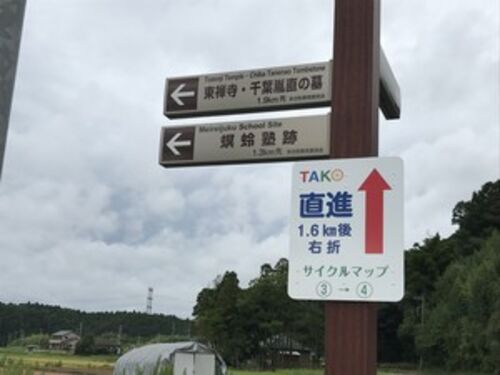 Tozenji Temple · Chiba Tanenao Tombstone
東禅寺・千葉胤直の墓
1.9km先
Meireijuku School Site
螟蛉塾跡
1.3km先
TAKO
直進
1.6km後
右折
サイクルマップ
③→④